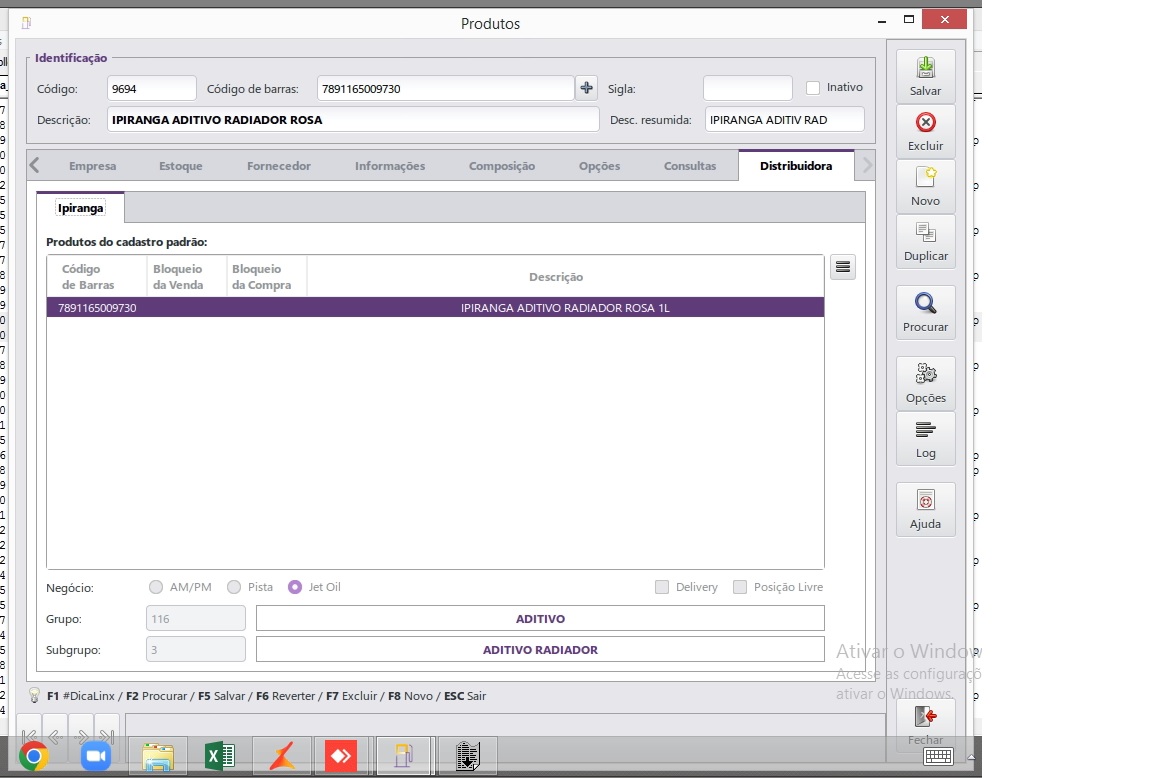 Produtos
Identificação
Código: 9694 Código de barras: 7891165009730 Sigla: Inativo
Descrição: IPIRANGA ADITIVO RADIADOR ROSA Desc. resumida: IPIRANGA ADITIV RAD
Empresa Estoque Fornecedor Informações Composição Opções Consultas Distribuidora
Ipiranga
Produtos do cadastro padrão:
Código de Barras Bloqueio da Venda Bloqueio da Compra Descrição
7891165009730 IPIRANGA ADITIVO RADIADOR ROSA 1L
Negócio: AM/PM Pista Jet Oil Delivery Posição Livre
Grupo: 116 ADITIVO
Subgrupo: 3 ADITIVO RADIADOR
F1 #DicaLinx / F2 Procurar / F5 Salvar / F6 Reverter / F7 Excluir / F8 Novo / ESC Sair
Salvar
Excluir
Novo
Duplicar
Procurar
Opções
Log
Ajuda
Ativar o Window
Acesse as configuraçõ
ativar o Windows.
Fechar